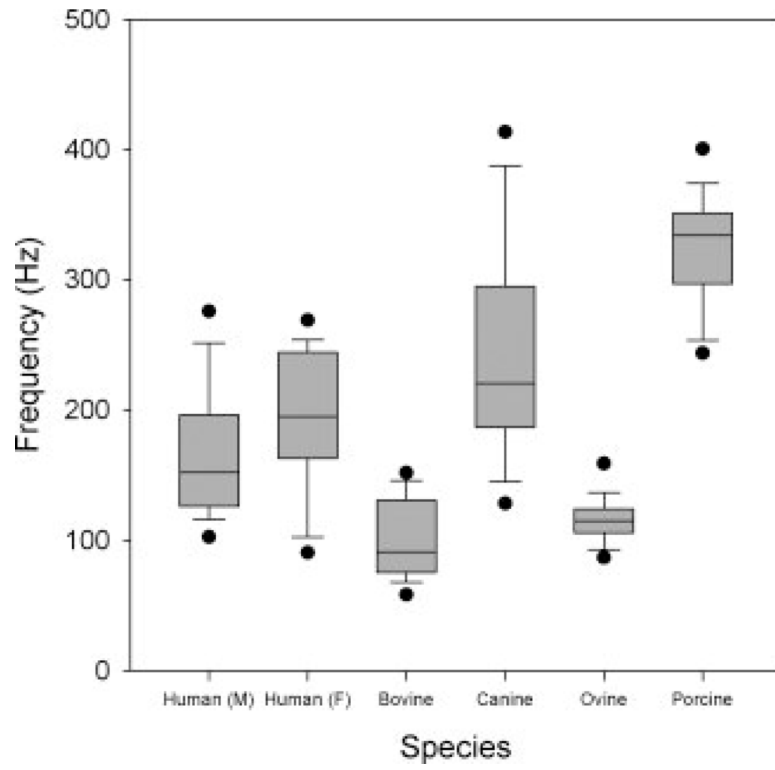 500
400
300
200
100
0
Frequency (Hz)
Human (M) Human (F) Bovine Canine Ovine Porcine
Species